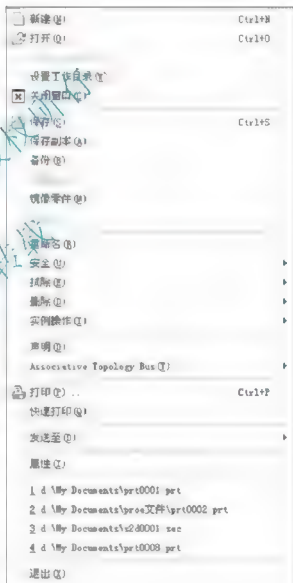 新建(N) Ctrl+N
打开(O) Ctrl+O
设置工作目录(W)
关闭窗口(C)
保存(S) Ctrl+S
保存副本(A)
备份(B)
镜像零件(M)
重命名(R)
安全(U)
拭除(E)
删除(D)
实例操作(I)
声明(D)
Associative Topology Bus(T)
打印(P) .. Ctrl+P
快速打印(Q)
发送至(D)
属性(I)
1 d \My Documents\prt0001 prt
2 d \My Documents\proe文件\prt0002 prt
3 d \My Documents\s2d0001 sec
4 d \My Documents\prt0008 prt
退出(X)